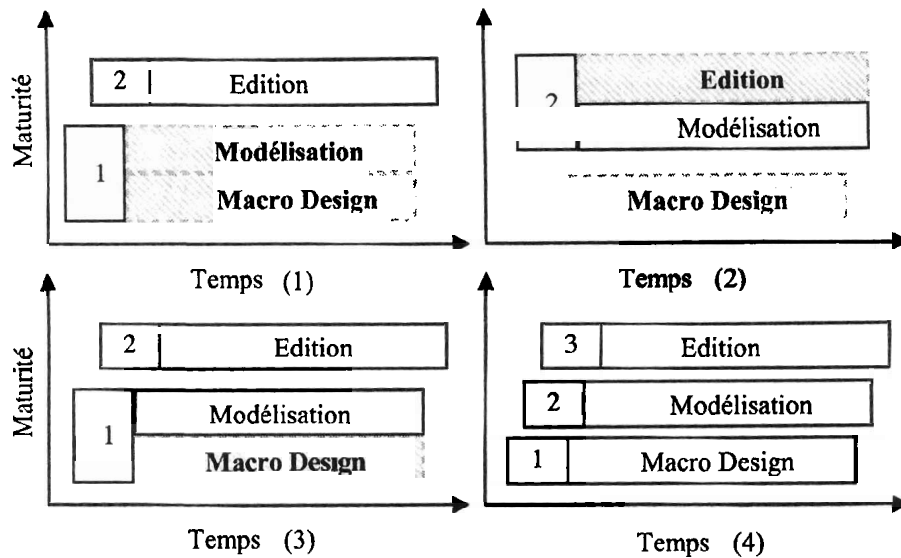 Maturité
2 Edition
1 Modélisation
Macro Design
Temps (1)
Edition
2 Modélisation
Macro Design
Temps (2)
Maturité
2 Edition
1 Modélisation
Macro Design
Temps (3)
3 Edition
2 Modélisation
1 Macro Design
Temps (4)